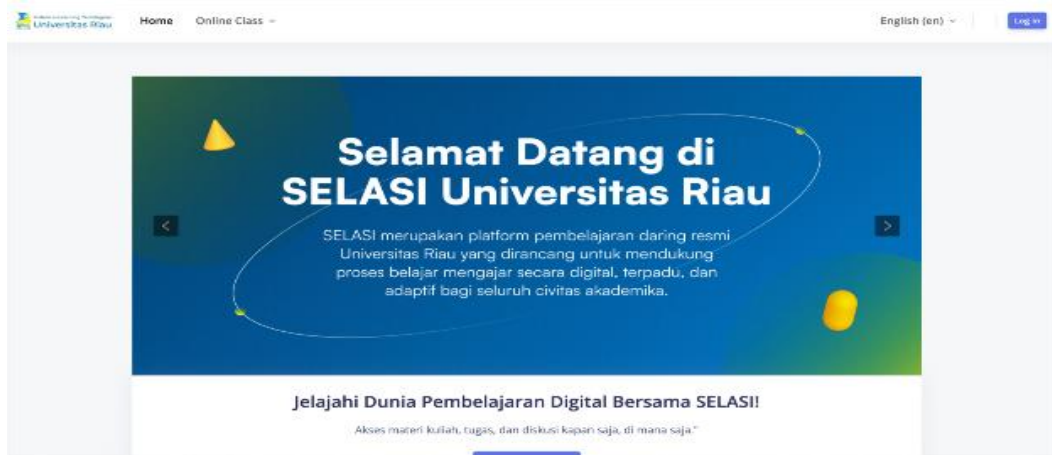 Universitas Riau
Home
Online Class
English (en)
Log in
Selamat Datang di
SELASI Universitas Riau
SELASI merupakan platform pembelajaran daring resmi
Universitas Riau yang dirancang untuk mendukung
proses belajar mengajar secara digital, terpadu, dan
adaptif bagi seluruh civitas akademika.
Jelajahi Dunia Pembelajaran Digital Bersama SELASI!
Akses materi kuliah, tugas, dan diskusi kapan saja, di mana saja."